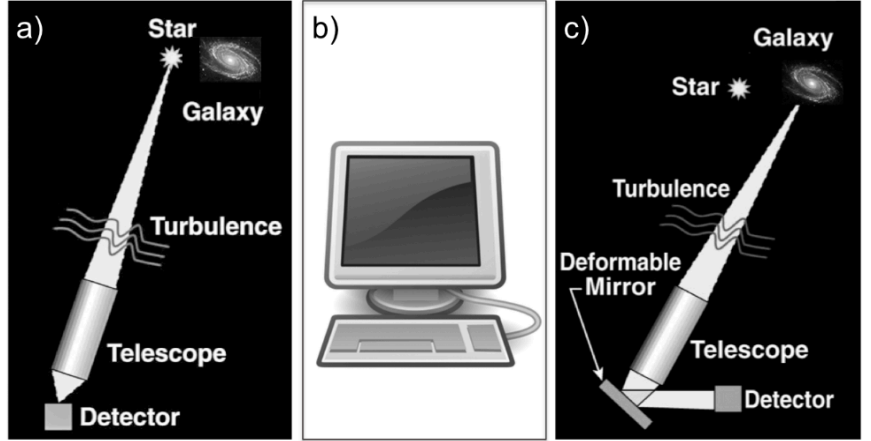 a)
Star
Galaxy
Turbulence
Telescope
Detector
b)
c)
Galaxy
Star
Turbulence
Deformable
Mirror
Telescope
Detector